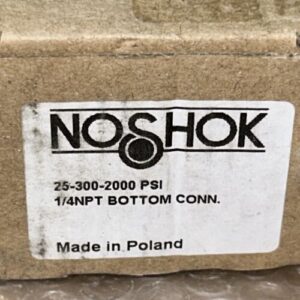 NOSHOK
25-300-2000 PSI
1/4NPT BOTTOM CONN.
Made in Poland